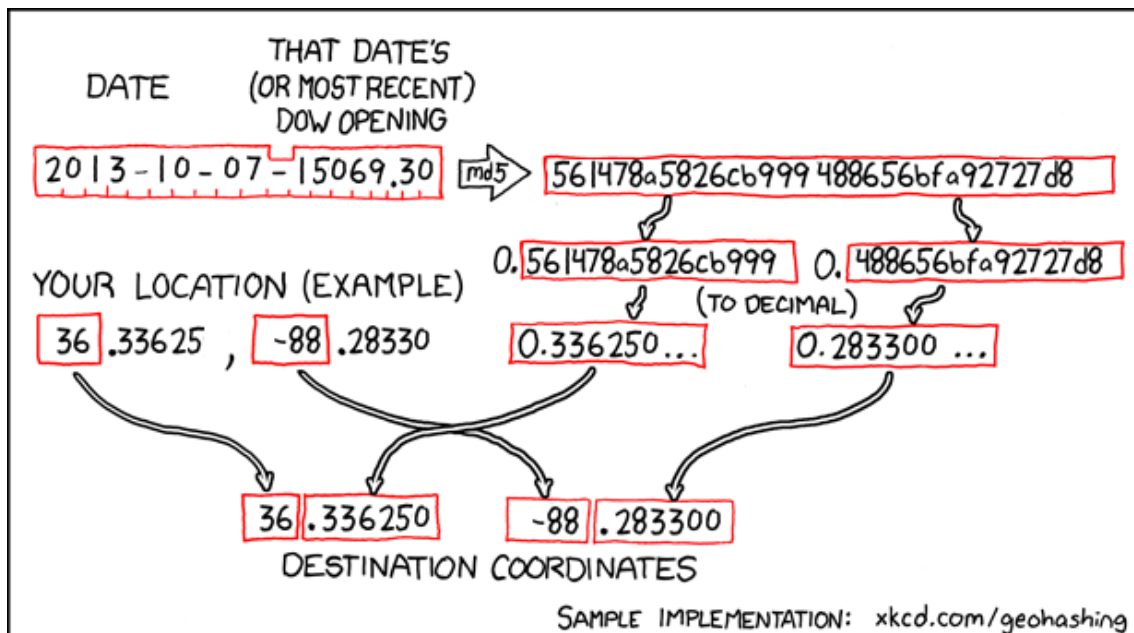 DATE
THAT DATE'S
(OR MOST RECENT)
DOW OPENING
2013-10-07-15069.30
md5
561478a5826cb999488656bfa92727d8
0.561478a5826cb999
0.488656bfa92727d8
YOUR LOCATION (EXAMPLE)
(TO DECIMAL)
36.33625, -88.28330
0.336250...
0.283300 ...
36.336250
-88.283300
DESTINATION COORDINATES
SAMPLE IMPLEMENTATION: xkcd.com/geohashing